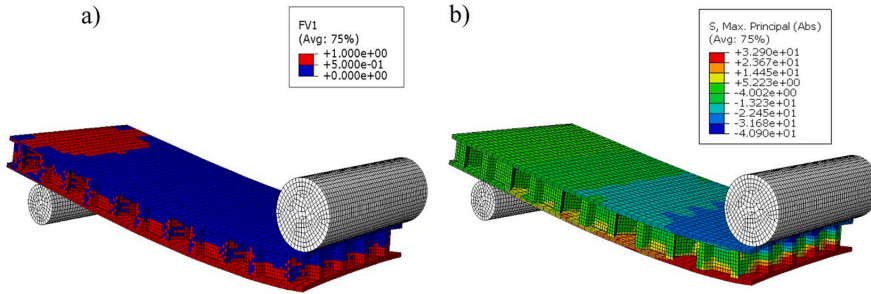 a)
FV1
(Avg: 75%)
+1.000e+00
+5.000e-01
+0.000e+00
b)
S, Max. Principal (Abs)
(Avg: 75%)
+3.290e+01
+2.367e+01
+1.445e+01
+5.223e+00
-4.002e+00
-1.323e+01
-2.245e+01
-3.168e+01
-4.090e+01